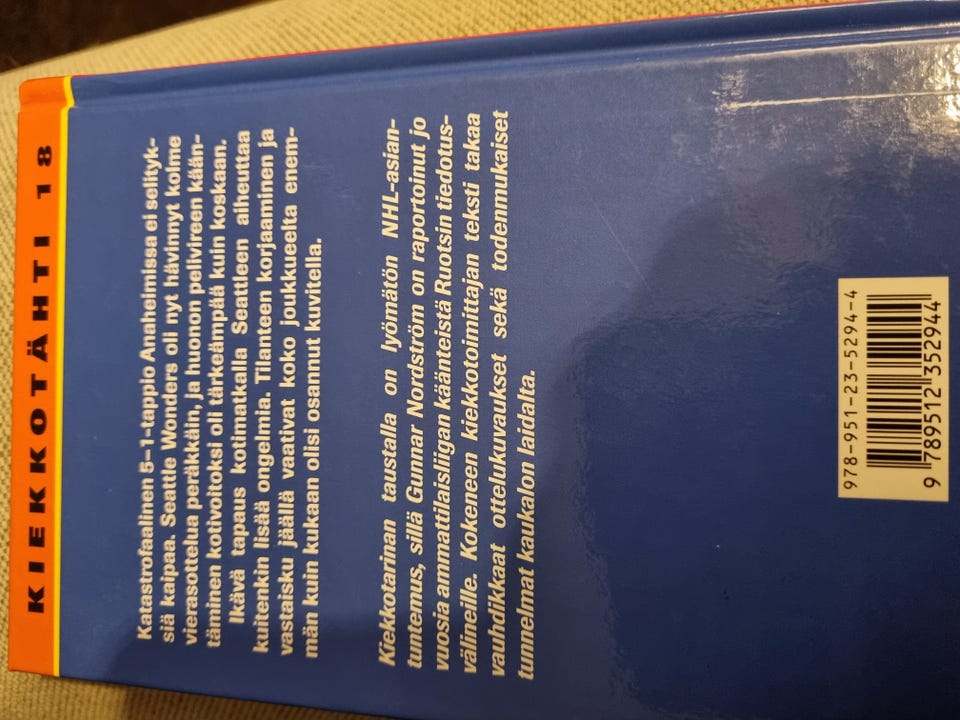 KIEKKOTÄHTI 18
Katastrofaalinen 5–1-tappio Anaheimissa ei selityk-
siä kaipaa. Seattle Wonders oli nyt hävinnyt kolme
vierasottelua peräkkäin, ja huonon pelivireen kään-
täminen kotivoitoksi oli tärkeämpää kuin koskaan.
Ikävä tapaus kotimatkalla Seattleen aiheuttaa
kuitenkin lisää ongelmia. Tilanteen korjaaminen ja
vastaisku jäällä vaativat koko joukkueelta enem-
män kuin kukaan olisi osannut kuvitella.
Kiekkotarinan taustalla on lyömätön NHL-asian-
tuntemus, sillä Gunnar Nordström on raportoinut jo
vuosia ammattilaisliigan käänteistä Ruotsin tiedotus-
välineille. Kokeneen kiekkotoimittajan teksti takaa
vauhdikkaat ottelukuvaukset sekä todenmukaiset
tunnelmat kaukalon laidalta.
978-951-23-5294-4
9 789512 352944